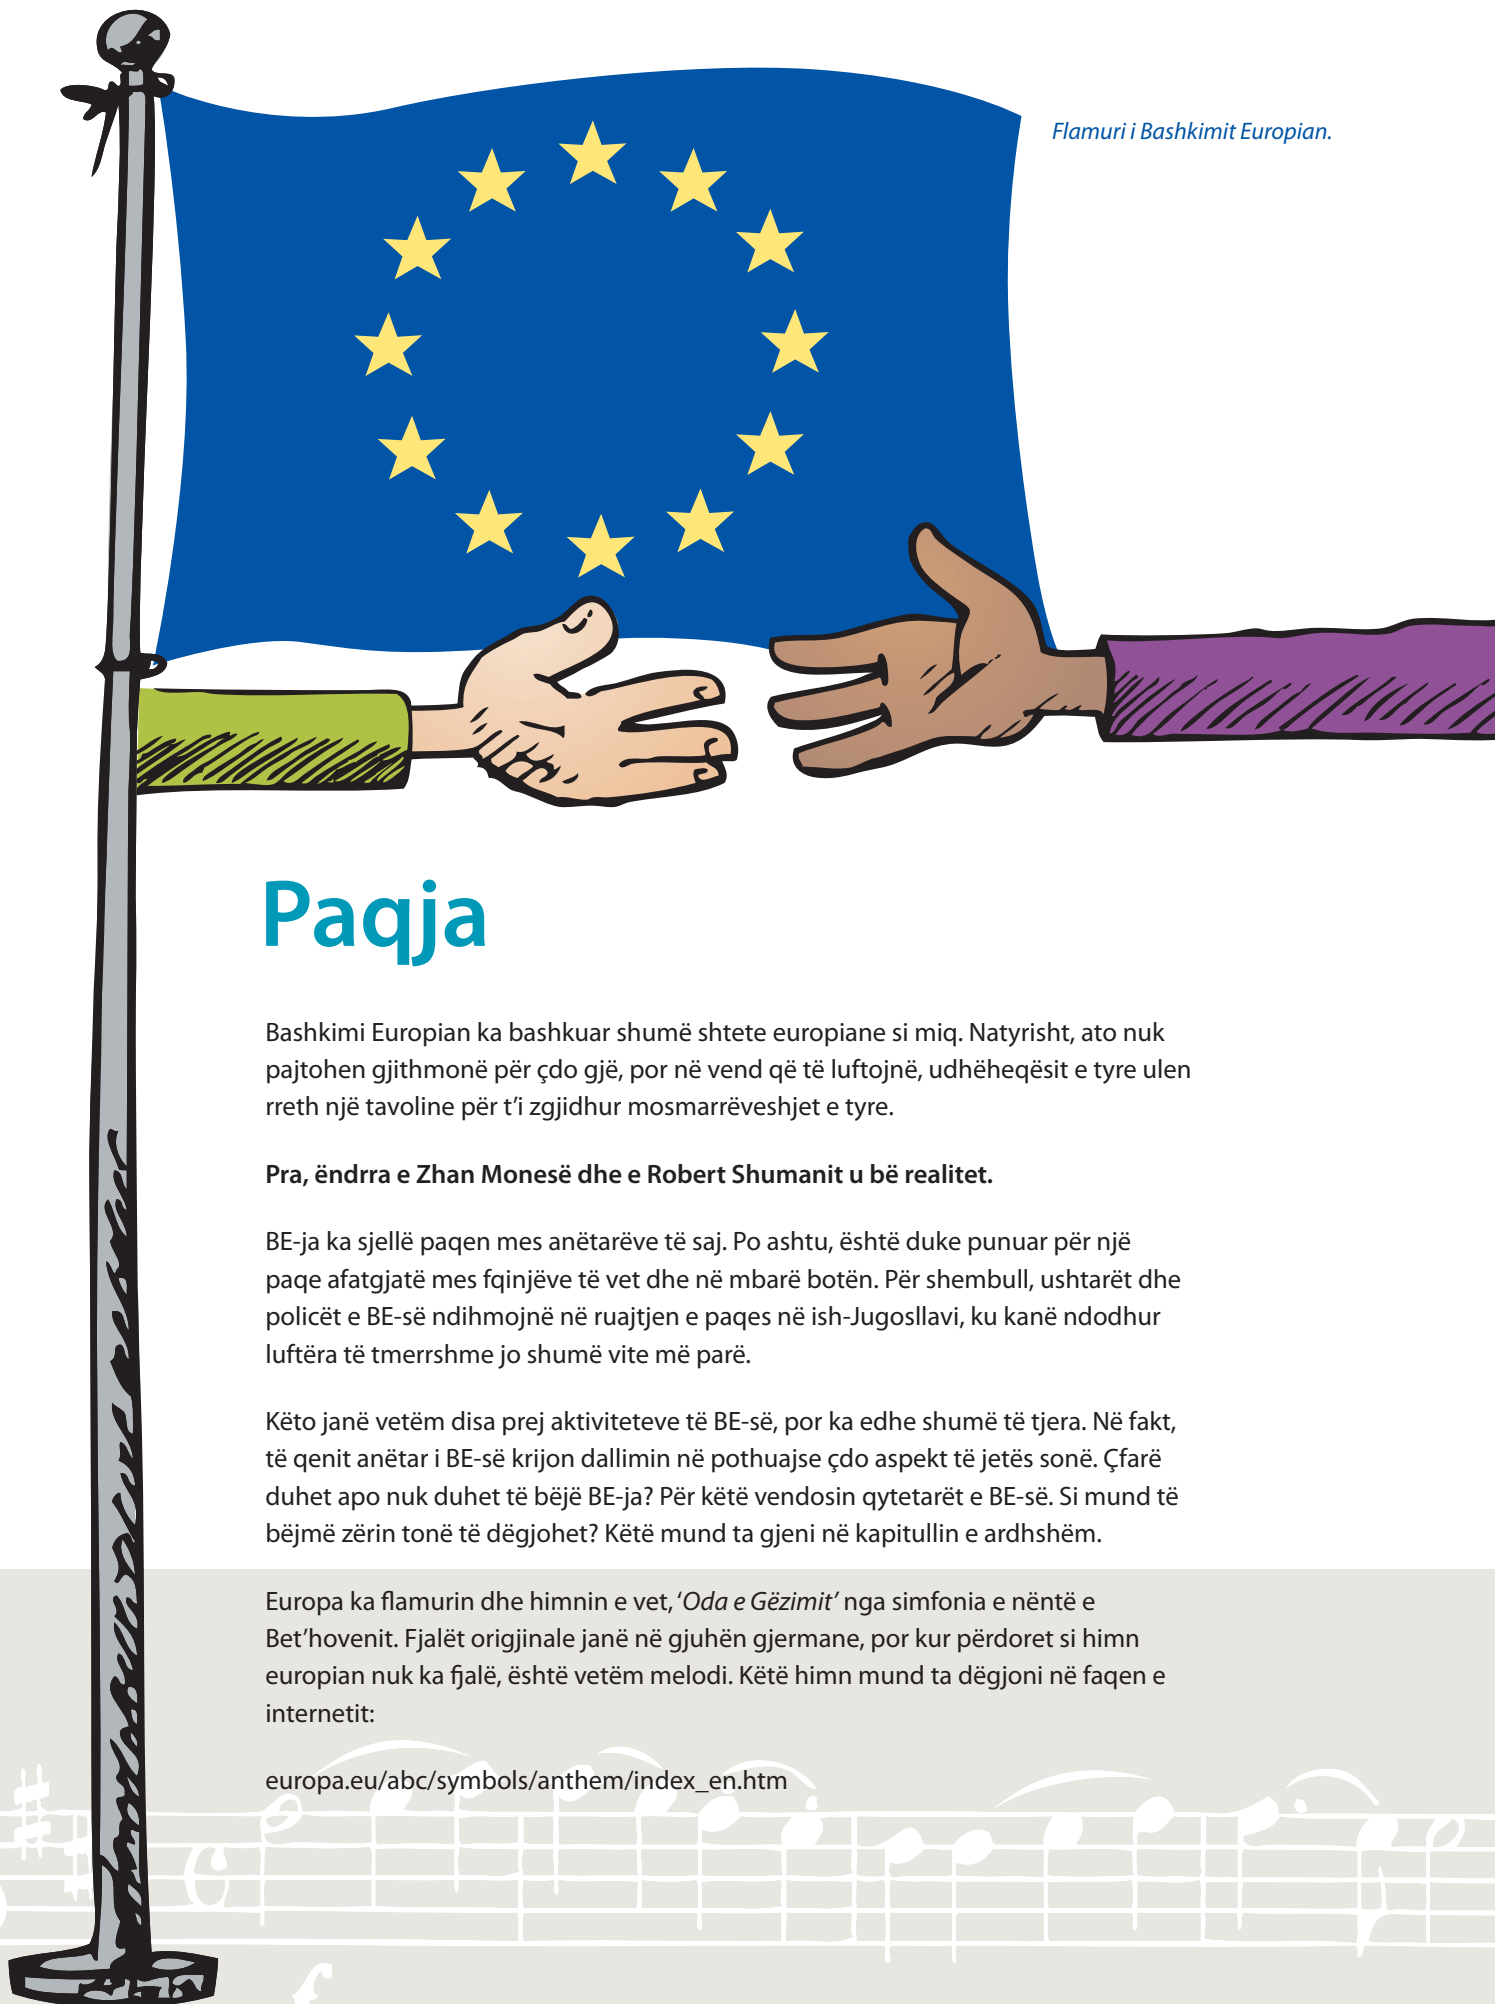 Flamuri i Bashkimit Europian.
Paqja
Bashkimi Europian ka bashkuar shumë shtete europiane si miq. Natyrisht, ato nuk
pajtohen gjithmonë për çdo gjë, por në vend që të luftojnë, udhëheqësit e tyre ulen
rreth një tavoline për t’i zgjidhur mosmarrëveshjet e tyre.
Pra, ëndrra e Zhan Monesë dhe e Robert Shumanit u bë realitet.
BE-ja ka sjellë paqen mes anëtarëve të saj. Po ashtu, është duke punuar për një
paqe afatgjatë mes fqinjëve të vet dhe në mbarë botën. Për shembull, ushtarët dhe
policët e BE-së ndihmojnë në ruajtjen e paqes në ish-Jugosllavi, ku kanë ndodhur
luftëra të tmerrshme jo shumë vite më parë.
Këto janë vetëm disa prej aktiviteteve të BE-së, por ka edhe shumë të tjera. Në fakt,
të qenit anëtar i BE-së krijon dallimin në pothuajse çdo aspekt të jetës sonë. Çfarë
duhet apo nuk duhet të bëjë BE-ja? Për këtë vendosin qytetarët e BE-së. Si mund të
bëjmë zërin tonë të dëgjohet? Këtë mund ta gjeni në kapitullin e ardhshëm.
Europa ka flamurin dhe himnin e vet, ‘Oda e Gëzimit’ nga simfonia e nëntë e
Bet’hovenit. Fjalët origjinale janë në gjuhën gjermane, por kur përdoret si himn
europian nuk ka fjalë, është vetëm melodi. Këtë himn mund ta dëgjoni në faqen e
internetit:
europa.eu/abc/symbols/anthem/index_en.htm